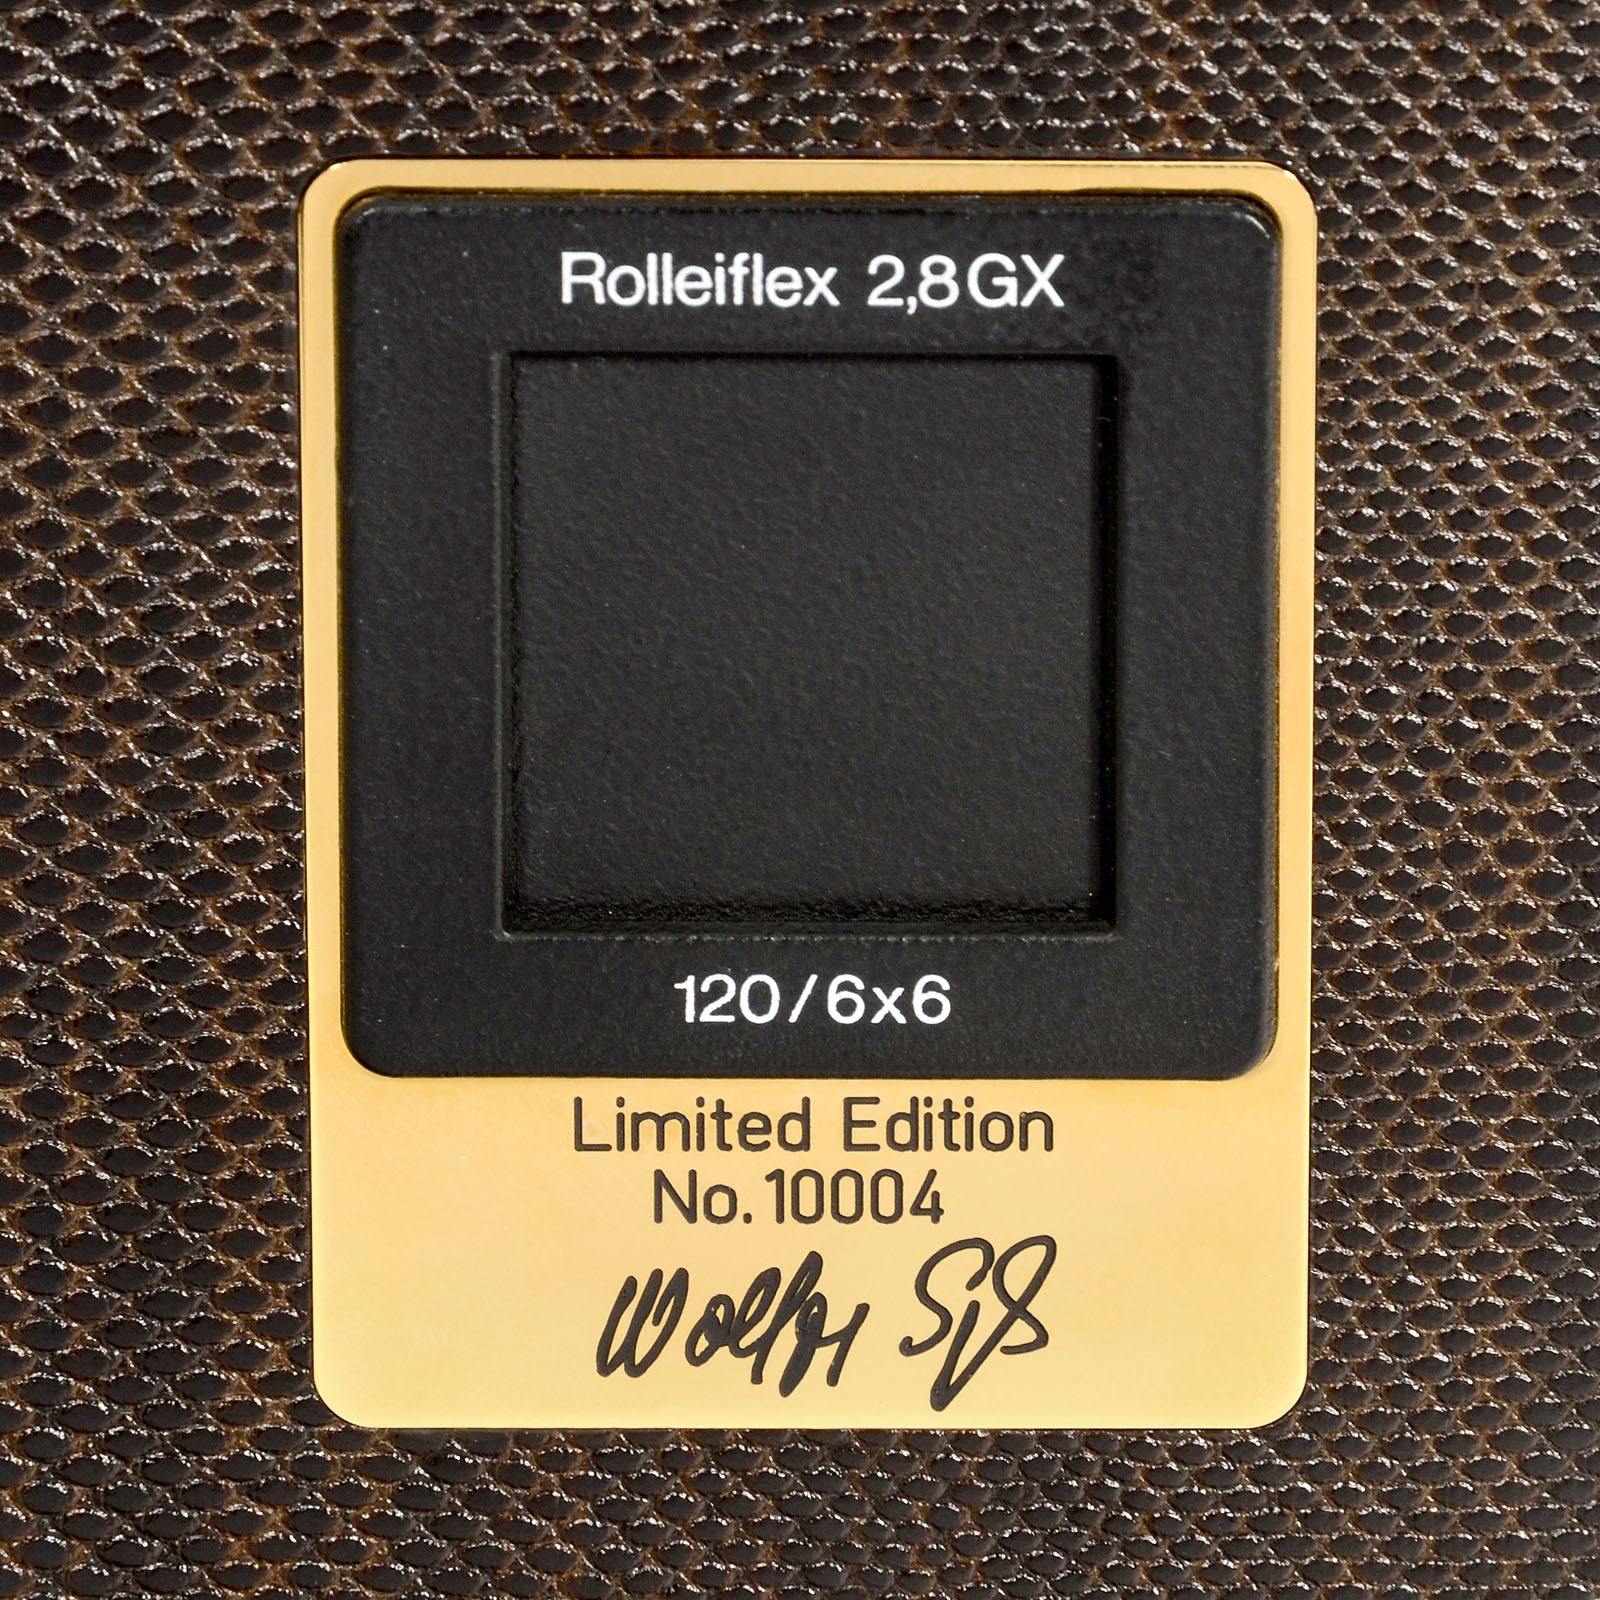 Rolleiflex 2,8GX
120/6x6
Limited Edition
No. 10004